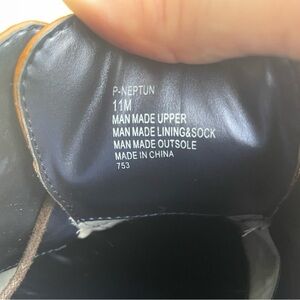 P-NEPTUN
11M
MAN MADE UPPER
MAN MADE LINING&SOCK
MAN MADE OUTSOLE
MADE IN CHINA
753